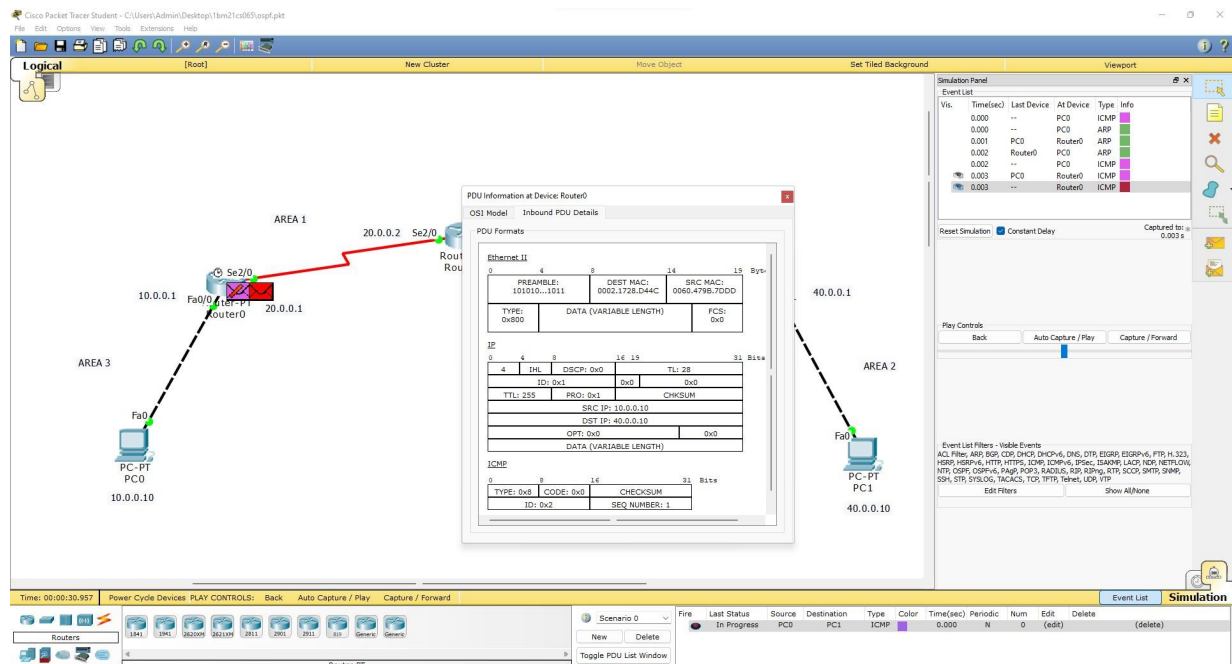 Cisco Packet Tracer Student - C:\Users\Admin\Desktop\1bm21cs065\ospf.pkt
File Edit Options View Tools Extensions Help
Logical [Root] New Cluster Move Object Set Tiled Background Viewport
Simulation Panel
Event List
Vis. Time(sec) Last Device At Device Type Info
0.000 -- PC0 ICMP
0.000 -- PC0 ARP
0.001 PC0 Router0 ARP
0.002 Router0 PC0 ARP
0.002 -- PC0 ICMP
0.003 PC0 Router0 ICMP
0.003 -- Router0 ICMP
Reset Simulation Constant Delay Captured to:
0.003 s
Play Controls
Back Auto Capture / Play Capture / Forward
Event List Filters - Visible Events
ACL Filter, ARP, BGP, CDP, DHCP, DHCPv6, DNS, DTP, EIGRP, EIGRPv6, FTP, H.323,
HSRP, HSRPv6, HTTP, HTTPS, ICMP, ICMPv6, IPSec, ISAKMP, LACP, NDP, NETFLOW,
NTP, OSPF, OSPFv6, PAgP, POP3, RADIUS, RIP, RIPng, RTP, SCCP, SMTP, SNMP,
SSH, STP, SYSLOG, TACACS, TCP, TFTP, Telnet, UDP, VTP
Edit Filters Show All/None
AREA 1
20.0.0.2 Se2/0
Rout
Rou
Se2/0
10.0.0.1 Fa0/0
20.0.0.1
Router0
AREA 3
Fa0
PC-PT
PC0
10.0.0.10
PDU Information at Device: Router0
OSI Model Inbound PDU Details
PDU Formats
Ethernet II
0 4 8 14 19 Byte
PREAMBLE: DEST MAC: SRC MAC:
101010...1011 0002.1728.D44C 0060.479B.7DDD
TYPE: DATA (VARIABLE LENGTH) FCS:
0x800 0x0
IP
0 4 8 16 19 31 Bits
4 IHL DSCP: 0x0 TL: 28
ID: 0x1 0x0 0x0
TTL: 255 PRO: 0x1 CHKSUM
SRC IP: 10.0.0.10
DST IP: 40.0.0.10
OPT: 0x0 0x0
DATA (VARIABLE LENGTH)
ICMP
0 8 16 31 Bits
TYPE: 0x8 CODE: 0x0 CHECKSUM
ID: 0x2 SEQ NUMBER: 1
40.0.0.1
AREA 2
Fa0
PC-PT
PC1
40.0.0.10
Time: 00:00:30.957 Power Cycle Devices PLAY CONTROLS: Back Auto Capture / Play Capture / Forward Event List Simulation
Routers
1841 1941 2620XM 2621XM 2811 2901 2911 819 Generic Generic
Scenario 0
New Delete
Toggle PDU List Window
Fire Last Status Source Destination Type Color Time(sec) Periodic Num Edit Delete
In Progress PC0 PC1 ICMP 0.000 N 0 (edit) (delete)